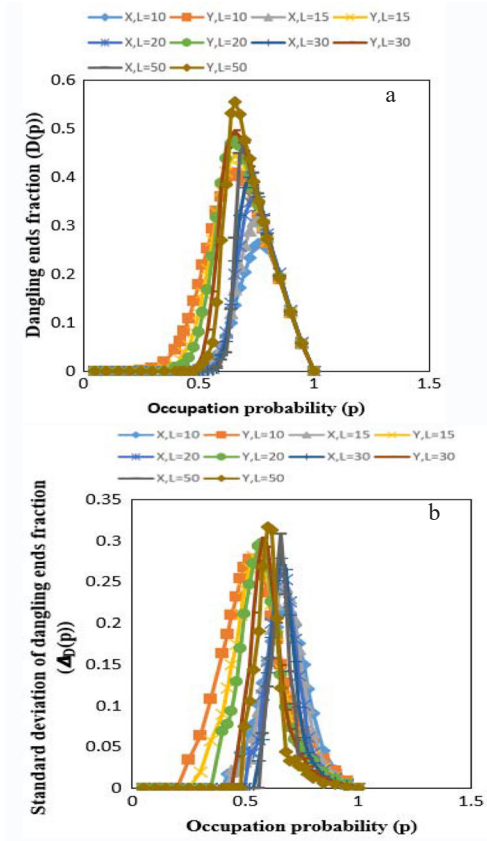 X,L=10 Y,L=10 X,L=15 Y,L=15
X,L=20 Y,L=20 X,L=30 Y,L=30
X,L=50 Y,L=50
a
0.6
0.5
0.4
0.3
0.2
0.1
0
Dangling ends fraction (D(p))
0 0.5 1 1.5
Occupation probability (p)
X,L=10 Y,L=10 X,L=15 Y,L=15
X,L=20 Y,L=20 X,L=30 Y,L=30
X,L=50 Y,L=50
b
0.35
0.3
0.25
0.2
0.15
0.1
0.05
0
Standard deviation of dangling ends fraction
(ΔD(p))
0 0.5 1 1.5
Occupation probability (p)